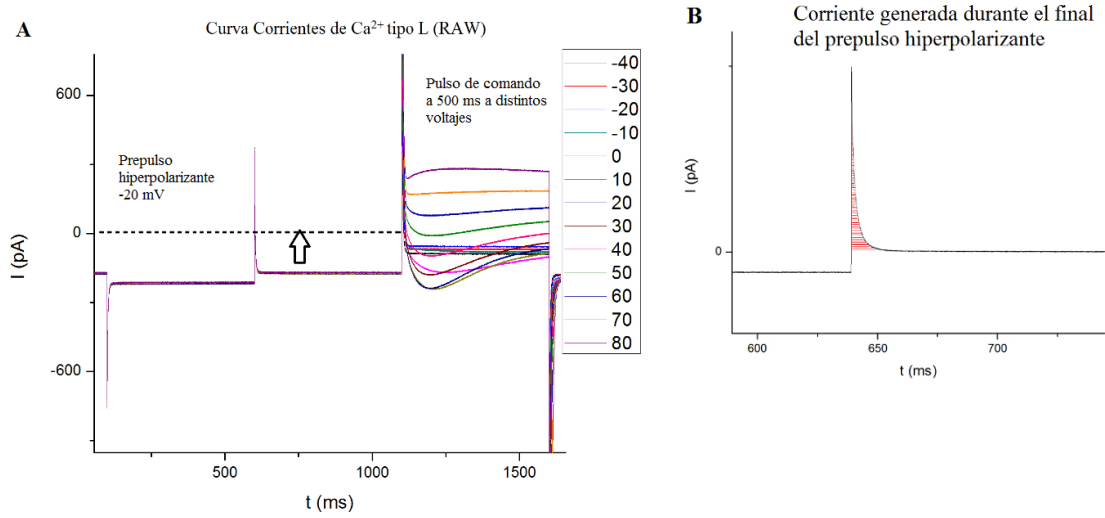 A
Curva Corrientes de Ca²⁺ tipo L (RAW)
600
0
-600
I (pA)
500
1000
1500
t (ms)
Prepulso
hiperpolarizante
-20 mV
Pulso de comando
a 500 ms a distintos
voltajes
-40
-30
-20
-10
0
10
20
30
40
50
60
70
80
B
Corriente generada durante el final
del prepulso hiperpolarizante
I (pA)
0
600
650
700
t (ms)